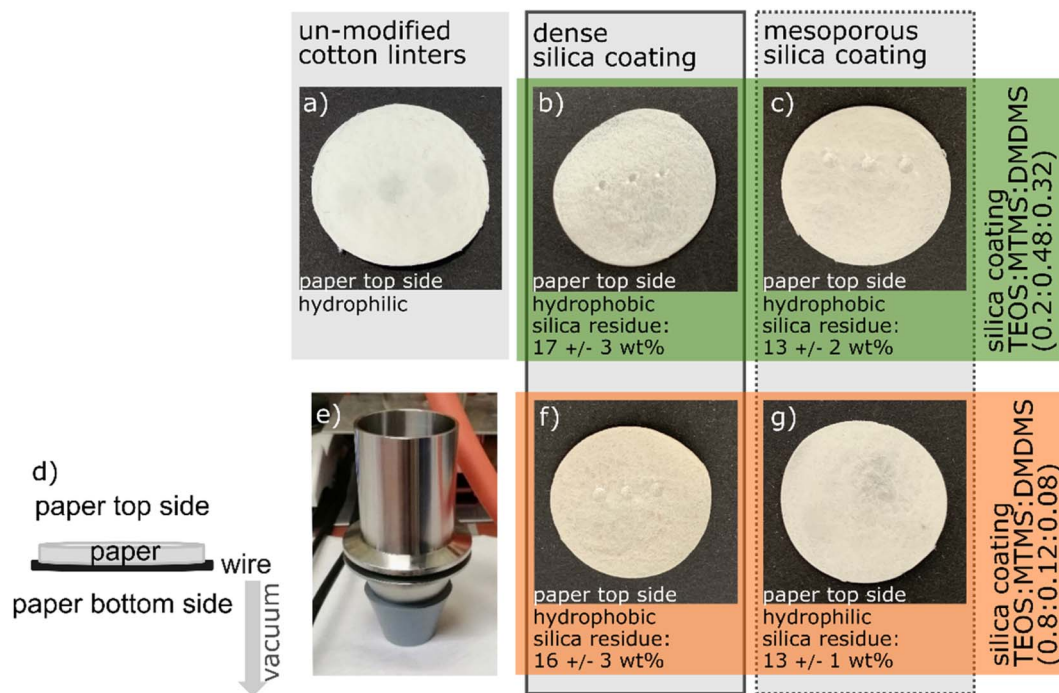 un-modified
cotton linters
dense
silica coating
mesoporous
silica coating
a)
paper top side
hydrophilic
b)
paper top side
hydrophobic
silica residue:
17 +/- 3 wt%
c)
paper top side
hydrophobic
silica residue:
13 +/- 2 wt%
silica coating
TEOS:MTMS:DMDMS
(0.2:0.48:0.32)
d)
paper top side
paper
wire
paper bottom side
vacuum
e)
f)
paper top side
hydrophobic
silica residue:
16 +/- 3 wt%
g)
paper top side
hydrophilic
silica residue:
13 +/- 1 wt%
silica coating
TEOS:MTMS:DMDMS
(0.8:0.12:0.08)